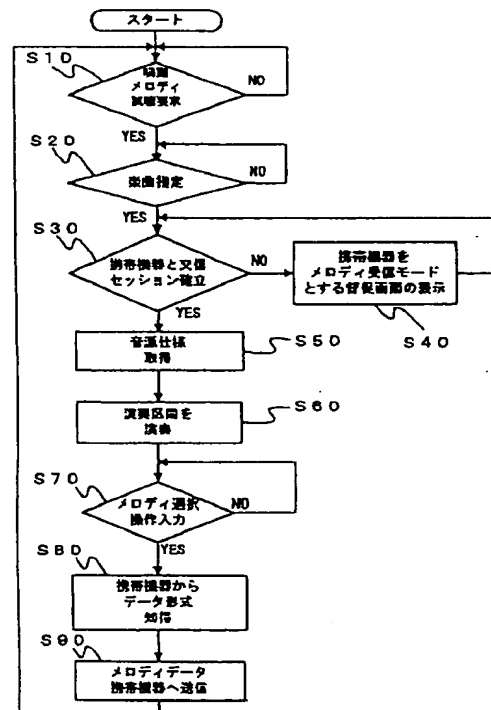 スタート
S10
鳴動
メロディ
試聴要求
NO
YES
S20
楽曲指定
NO
YES
S30
携帯機器と交信
セッション確立
NO
YES
携帯機器を
メロディ受信モード
とする督促画面の表示
S40
音源仕様
取得
S50
演奏区間を
演奏
S60
S70
メロディ選択
操作入力
NO
YES
S80
携帯機器から
データ形式
知得
S90
メロディデータ
携帯機器へ送信